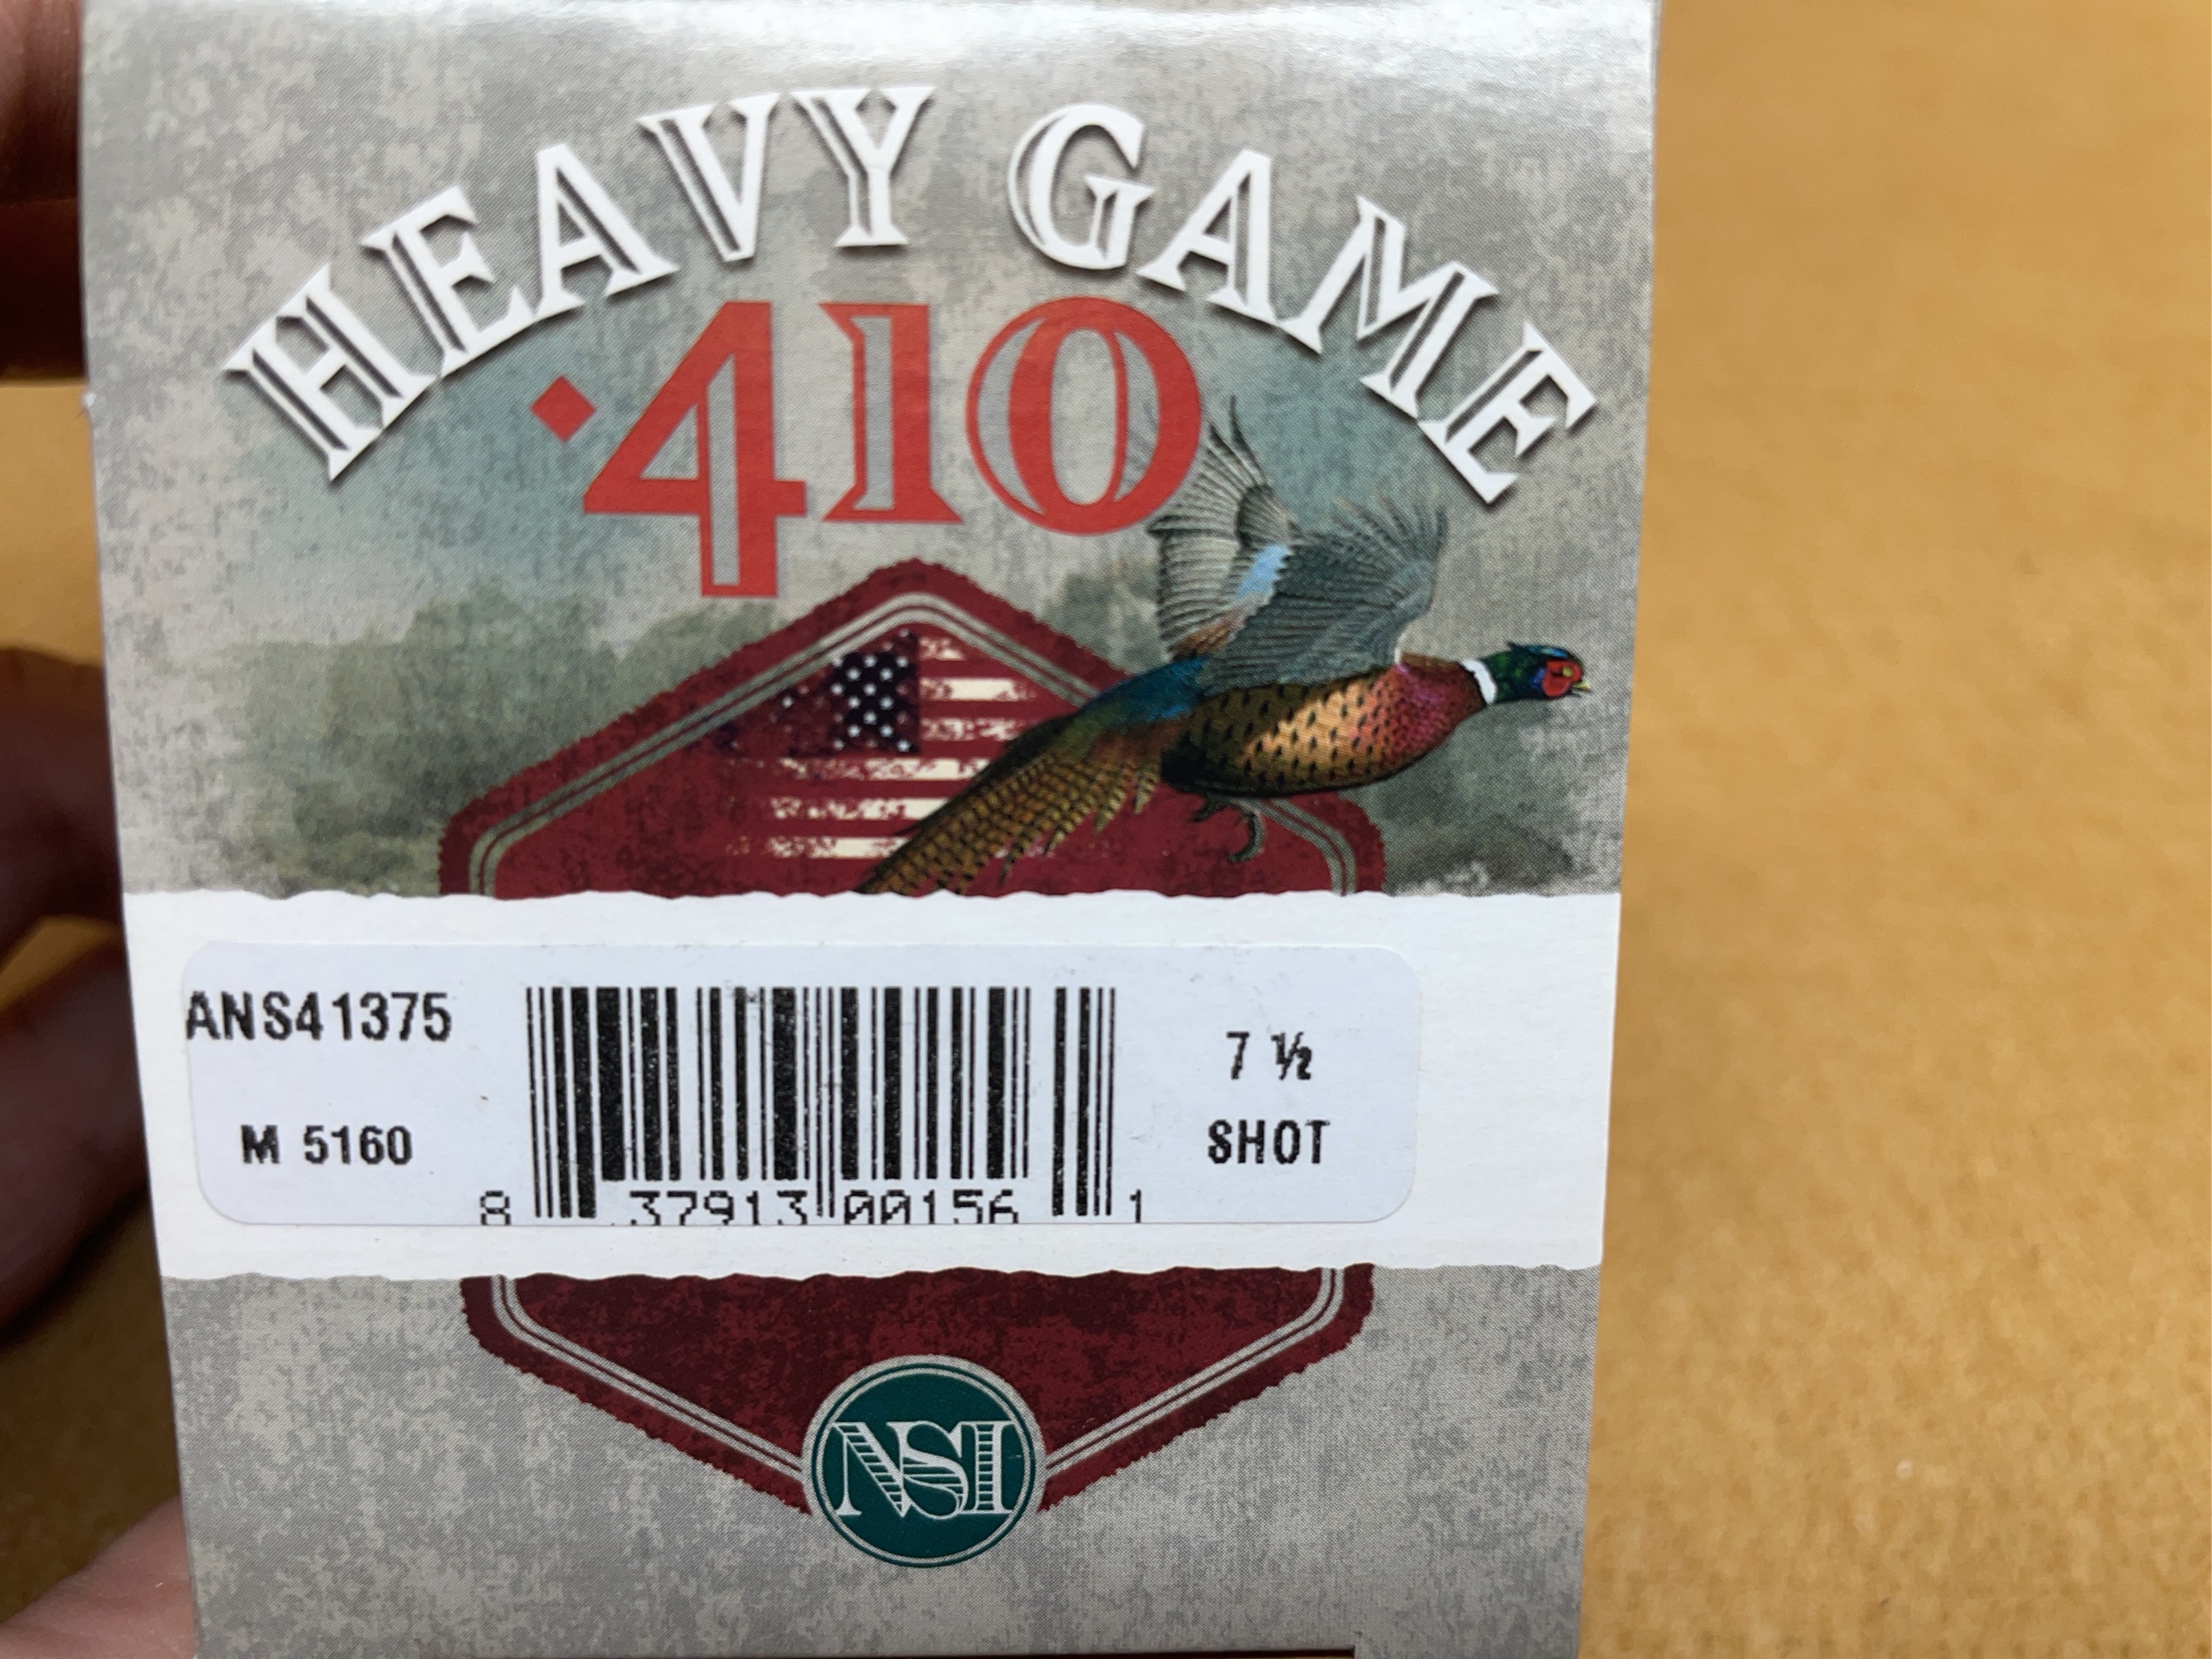 HEAVY GAME
.410
ANS41375
M 5160
8 37913 00156 1
7 ½
SHOT
NSI